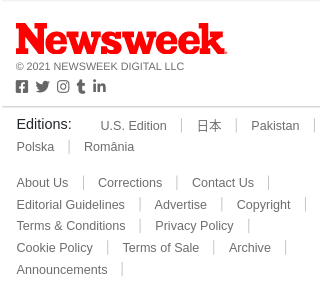 Newsweek
© 2021 NEWSWEEK DIGITAL LLC
Editions: U.S. Edition 日本 Pakistan
Polska România
About Us Corrections Contact Us
Editorial Guidelines Advertise Copyright
Terms & Conditions Privacy Policy
Cookie Policy Terms of Sale Archive
Announcements